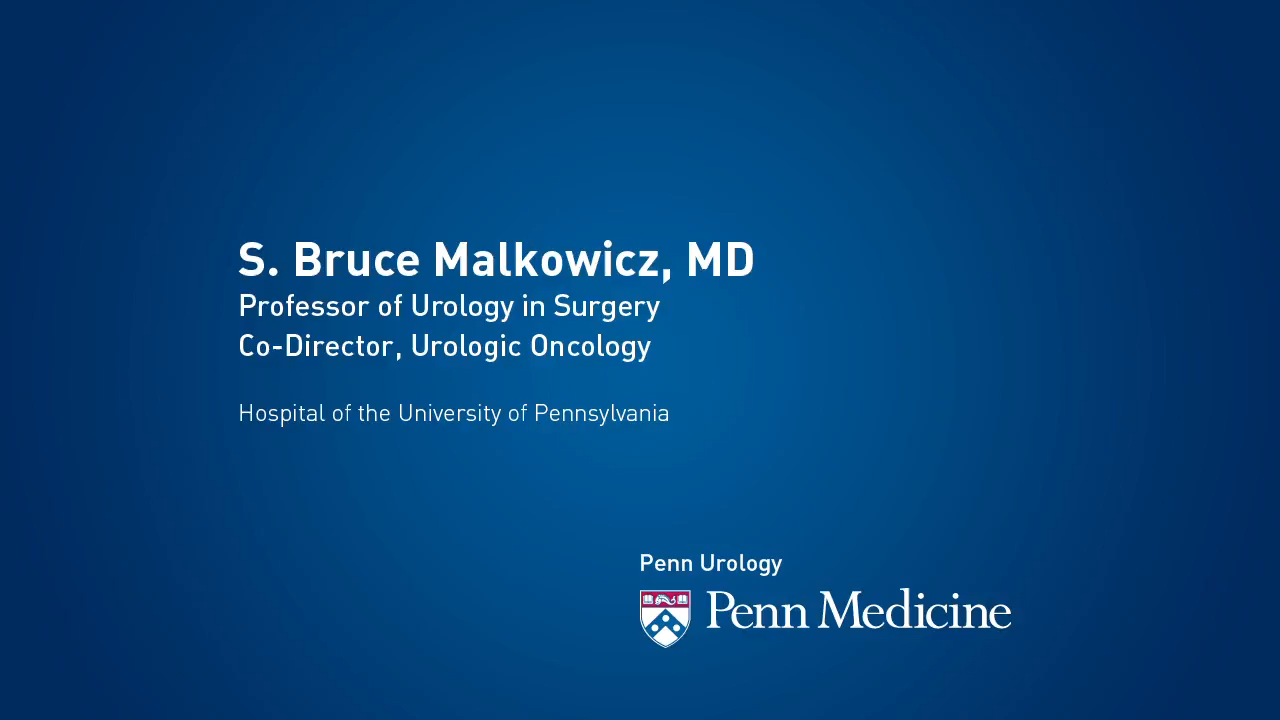 S. Bruce Malkowicz, MD
Professor of Urology in Surgery
Co-Director, Urologic Oncology
Hospital of the University of Pennsylvania
Penn Urology
Penn Medicine